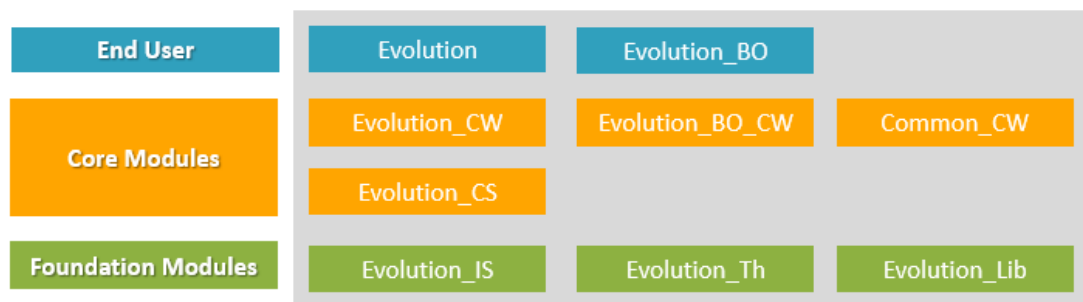 End User
Evolution
Evolution_BO
Core Modules
Evolution_CW
Evolution_BO_CW
Common_CW
Evolution_CS
Foundation Modules
Evolution_IS
Evolution_Th
Evolution_Lib